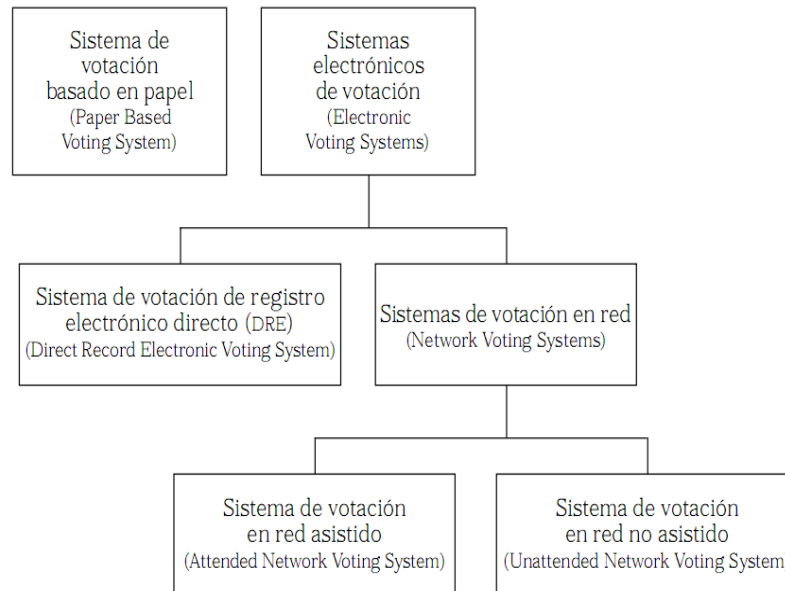 Sistema de
votación
basado en papel
(Paper Based
Voting System)
Sistemas
electrónicos
de votación
(Electronic
Voting Systems)
Sistema de votación de registro
electrónico directo (DRE)
(Direct Record Electronic Voting System)
Sistemas de votación en red
(Network Voting Systems)
Sistema de votación
en red asistido
(Attended Network Voting System)
Sistema de votación
en red no asistido
(Unattended Network Voting System)